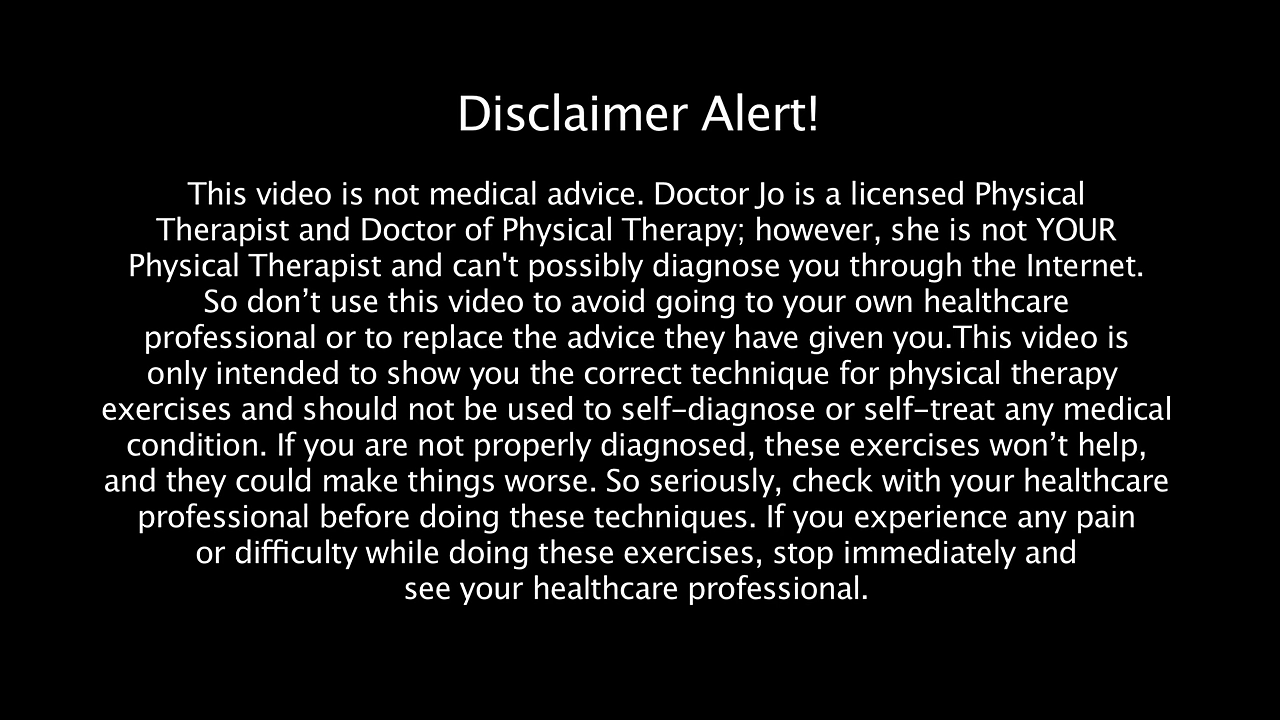 Disclaimer Alert!
This video is not medical advice. Doctor Jo is a licensed Physical
Therapist and Doctor of Physical Therapy; however, she is not YOUR
Physical Therapist and can't possibly diagnose you through the Internet.
So don’t use this video to avoid going to your own healthcare
professional or to replace the advice they have given you.This video is
only intended to show you the correct technique for physical therapy
exercises and should not be used to self–diagnose or self–treat any medical
condition. If you are not properly diagnosed, these exercises won’t help,
and they could make things worse. So seriously, check with your healthcare
professional before doing these techniques. If you experience any pain
or difficulty while doing these exercises, stop immediately and
see your healthcare professional.